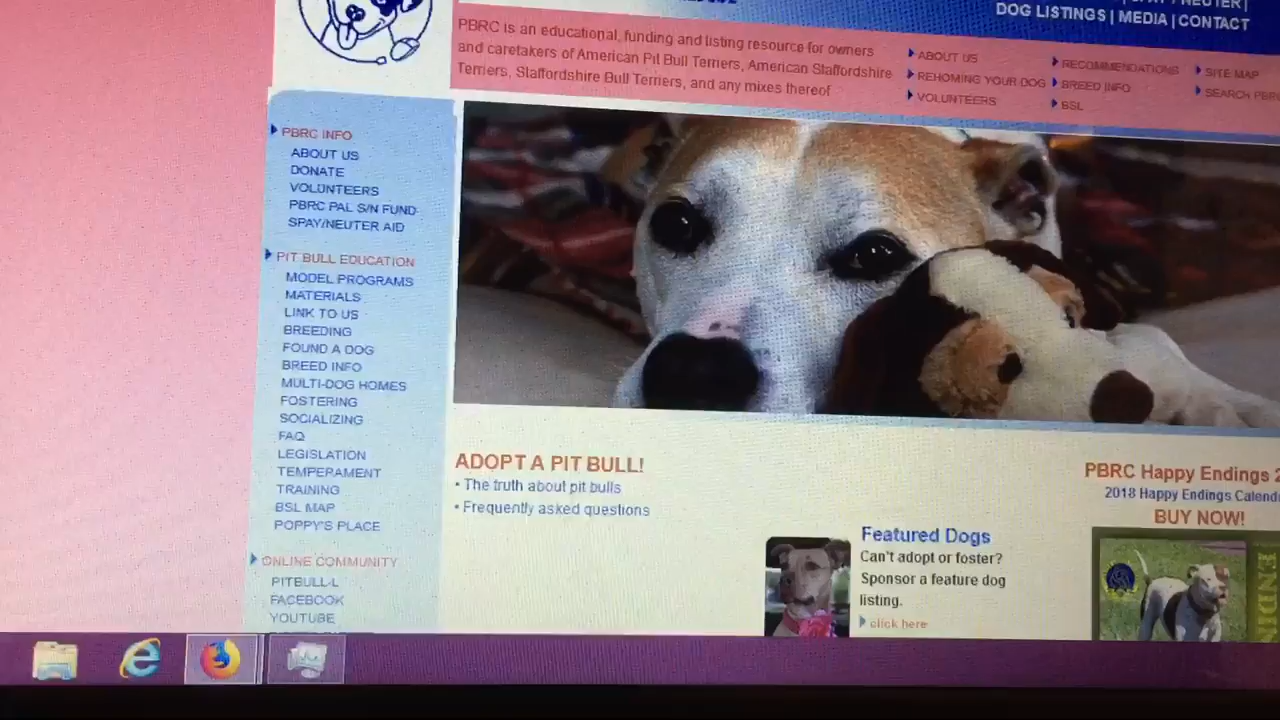 DOG LISTINGS | MEDIA | CONTACT
PBRC is an educational, funding and listing resource for owners
and caretakers of American Pit Bull Terriers, American Staffordshire
Terriers, Staffordshire Bull Terriers, and any mixes thereof
ABOUT US
REHOMING YOUR DOG
VOLUNTEERS
RECOMMENDATIONS
BREED INFO
BSL
SITE MAP
SEARCH PBRC
PBRC INFO
ABOUT US
DONATE
VOLUNTEERS
PBRC PAL S/N FUND
SPAY/NEUTER AID
PIT BULL EDUCATION
MODEL PROGRAMS
MATERIALS
LINK TO US
BREEDING
FOUND A DOG
BREED INFO
MULTI-DOG HOMES
FOSTERING
SOCIALIZING
FAQ
LEGISLATION
TEMPERAMENT
TRAINING
BSL MAP
POPPY'S PLACE
ONLINE COMMUNITY
PITBULL-L
FACEBOOK
YOUTUBE
ADOPT A PIT BULL!
• The truth about pit bulls
• Frequently asked questions
Featured Dogs
Can't adopt or foster?
Sponsor a feature dog
listing.
click here
PBRC Happy Endings 2
2018 Happy Endings Calend
BUY NOW!